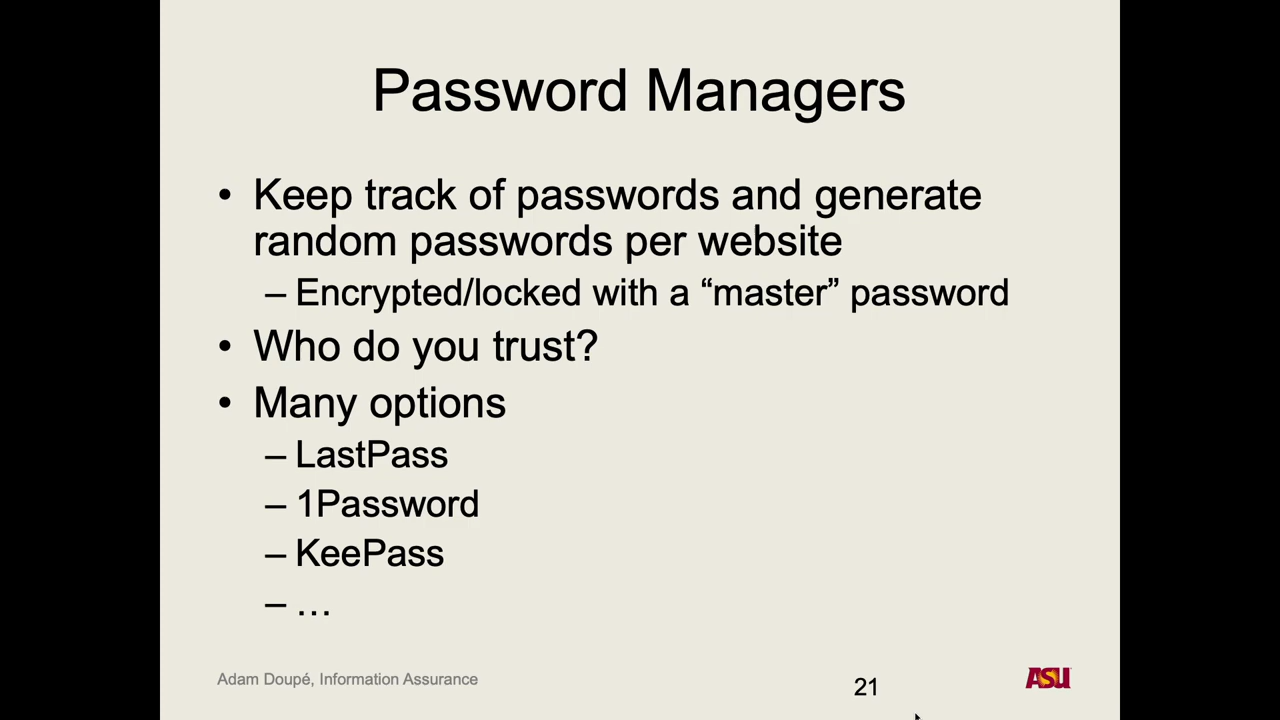 Password Managers
• Keep track of passwords and generate
random passwords per website
– Encrypted/locked with a “master” password
• Who do you trust?
• Many options
– LastPass
– 1Password
– KeePass
– …
Adam Doupé, Information Assurance
21
ASU